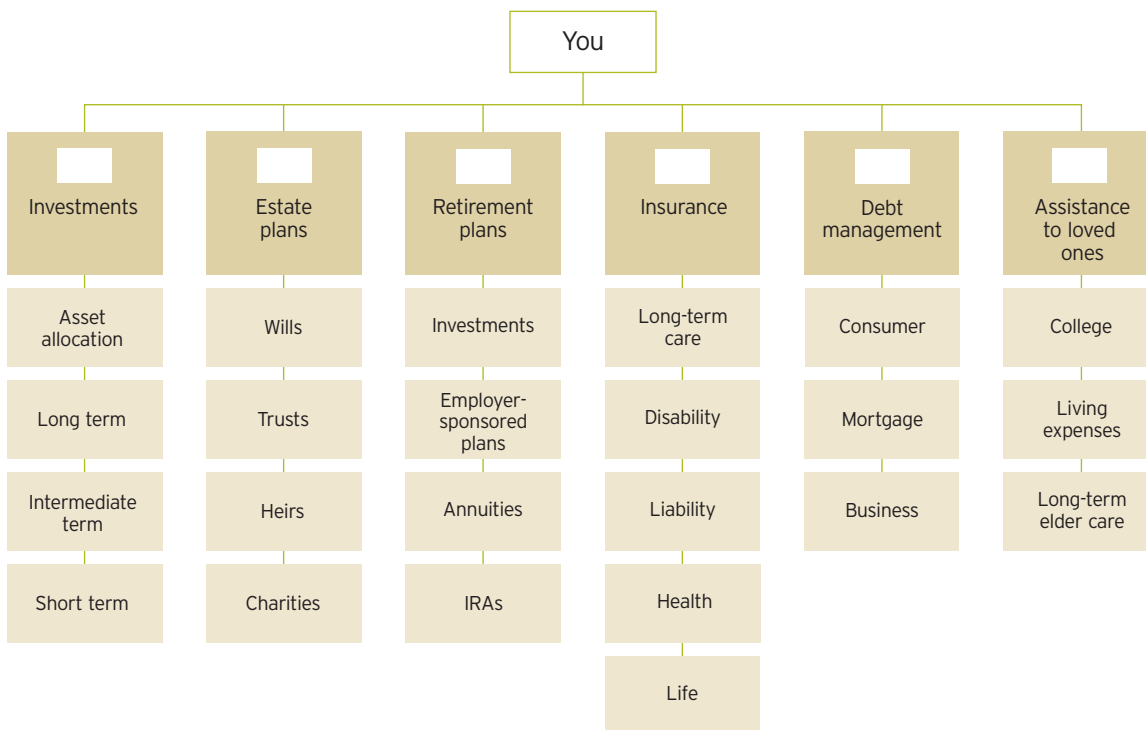 You
Investments
Asset
allocation
Long term
Intermediate
term
Short term
Estate
plans
Wills
Trusts
Heirs
Charities
Retirement
plans
Investments
Employer-
sponsored
plans
Annuities
IRAs
Insurance
Long-term
care
Disability
Liability
Health
Life
Debt
management
Consumer
Mortgage
Business
Assistance
to loved
ones
College
Living
expenses
Long-term
elder care